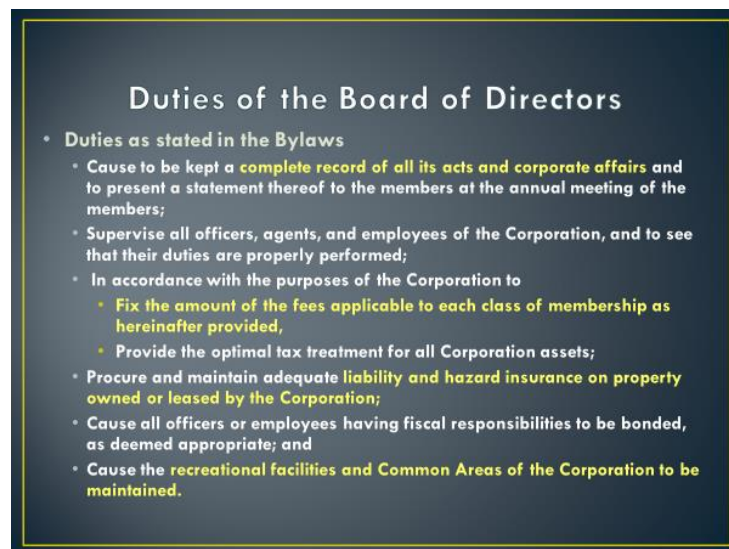 Duties of the Board of Directors
• Duties as stated in the Bylaws
• Cause to be kept a complete record of all its acts and corporate affairs and
to present a statement thereof to the members at the annual meeting of the
members;
• Supervise all officers, agents, and employees of the Corporation, and to see
that their duties are properly performed;
• In accordance with the purposes of the Corporation to
• Fix the amount of the fees applicable to each class of membership as
hereinafter provided,
• Provide the optimal tax treatment for all Corporation assets;
• Procure and maintain adequate liability and hazard insurance on property
owned or leased by the Corporation;
• Cause all officers or employees having fiscal responsibilities to be bonded,
as deemed appropriate; and
• Cause the recreational facilities and Common Areas of the Corporation to be
maintained.